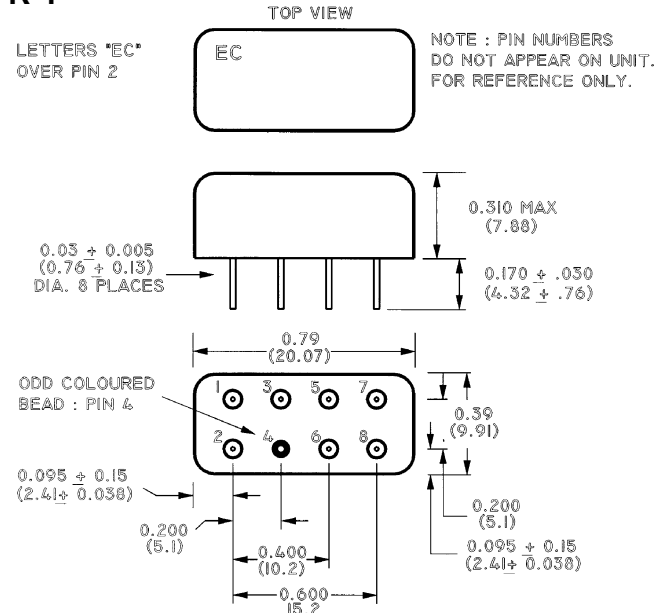 TOP VIEW
LETTERS "EC"
OVER PIN 2
EC
NOTE : PIN NUMBERS
DO NOT APPEAR ON UNIT.
FOR REFERENCE ONLY.
0.310 MAX
(7.88)
0.03 ± 0.005
(0.76 ± 0.13)
DIA. 8 PLACES
0.170 ± .030
(4.32 ± .76)
0.79
(20.07)
ODD COLOURED
BEAD : PIN 4
1 3 5 7
2 4 6 8
0.39
(9.91)
0.095 ± 0.15
(2.41± 0.038)
0.200
(5.1)
0.200
(5.1)
0.400
(10.2)
0.095 ± 0.15
(2.41± 0.038)
0.600
15.2